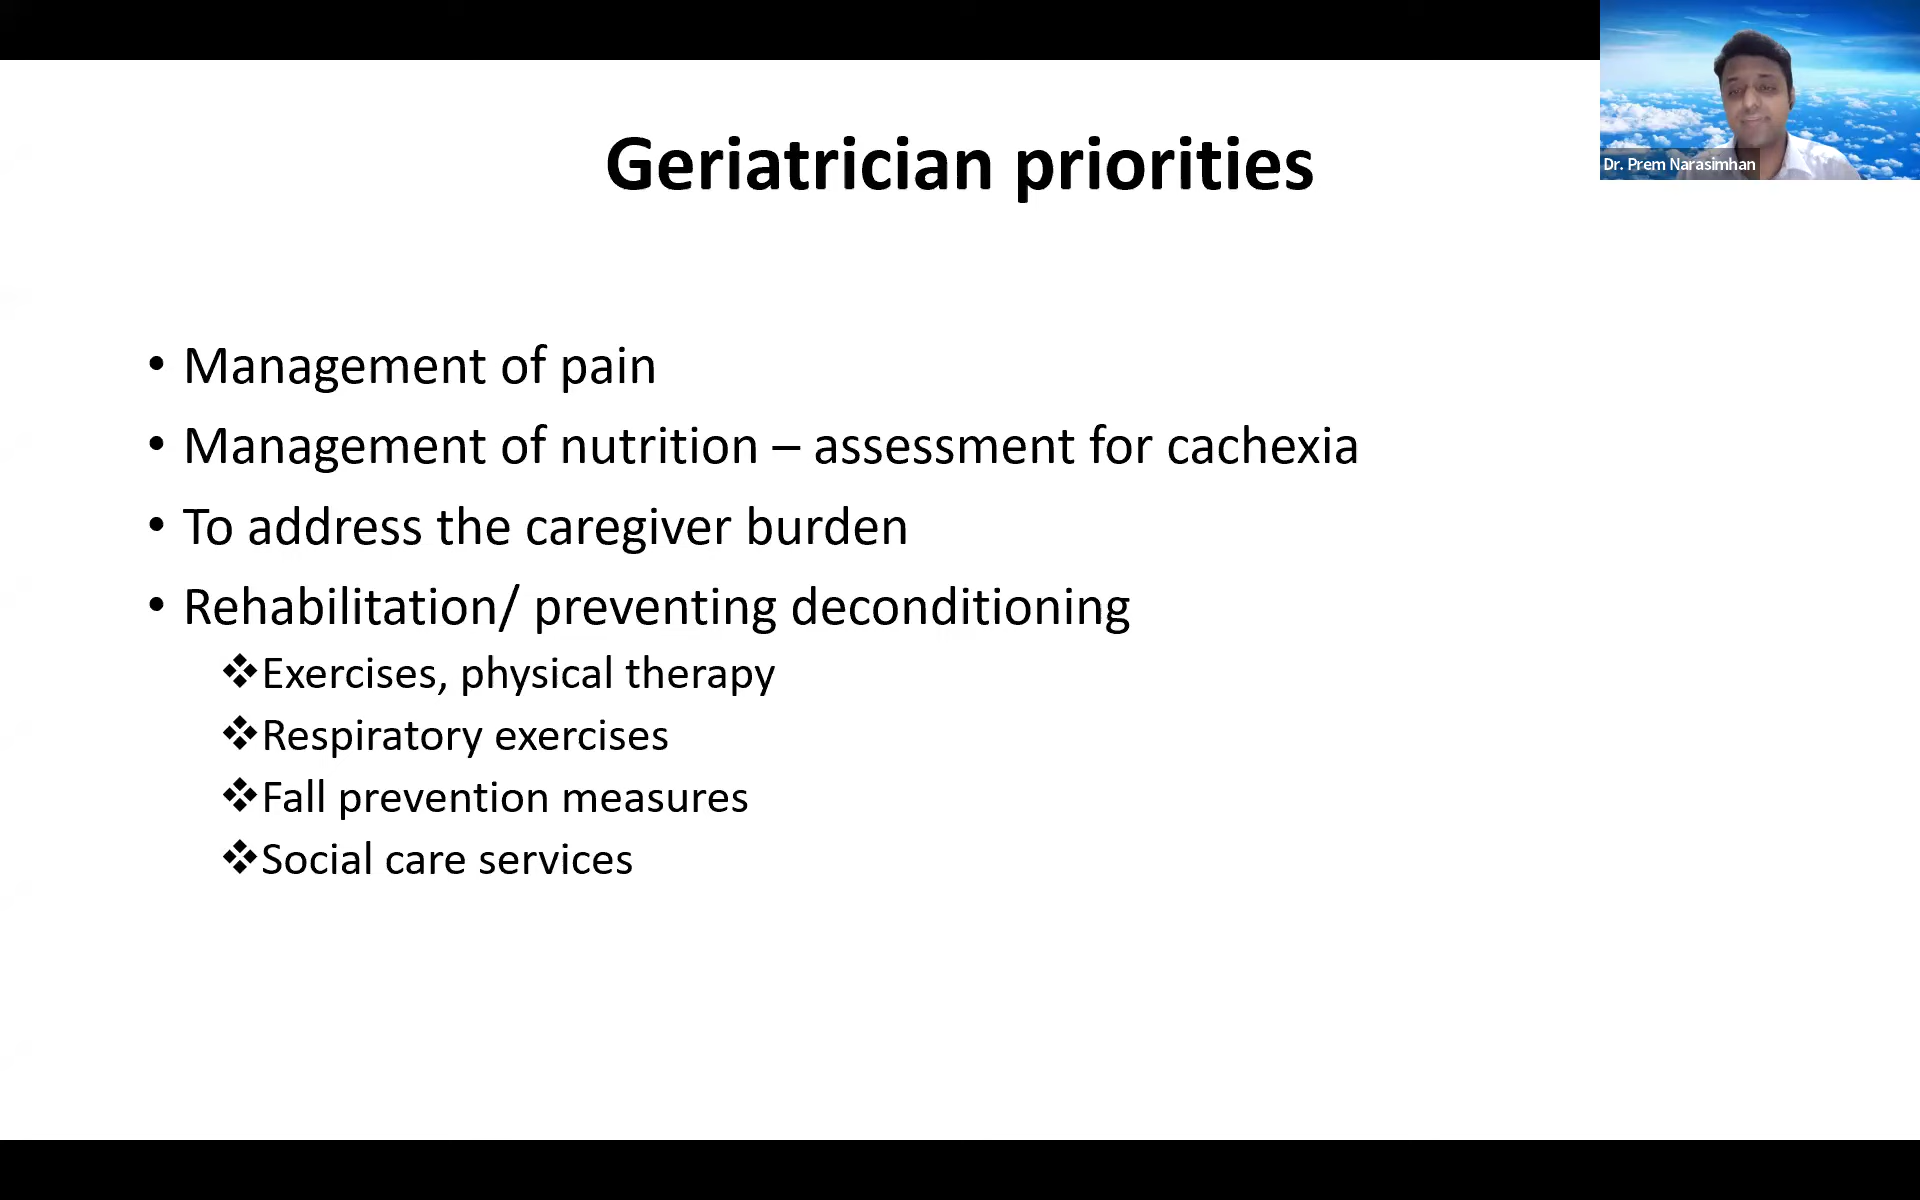 Geriatrician priorities
Dr. Prem Narasimhan
• Management of pain
• Management of nutrition – assessment for cachexia
• To address the caregiver burden
• Rehabilitation/ preventing deconditioning
❖Exercises, physical therapy
❖Respiratory exercises
❖Fall prevention measures
❖Social care services